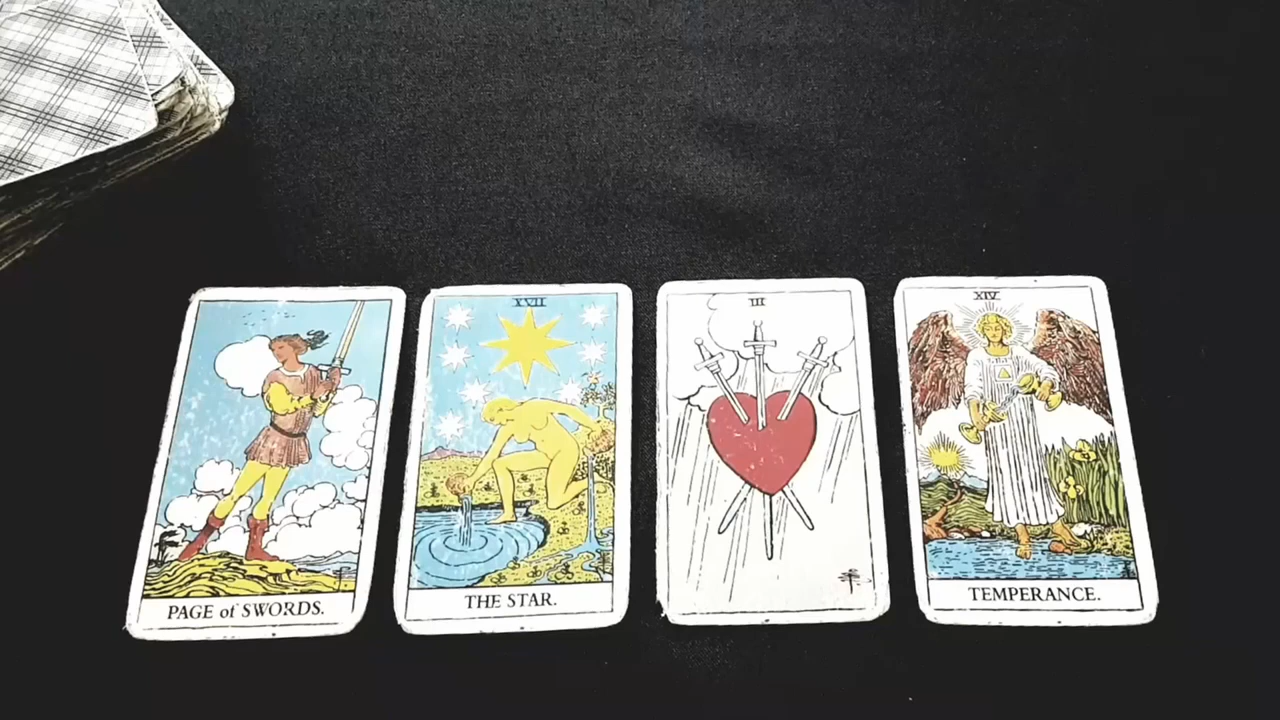 PAGE of SWORDS.
XVII
THE STAR.
III
XIV
TEMPERANCE.